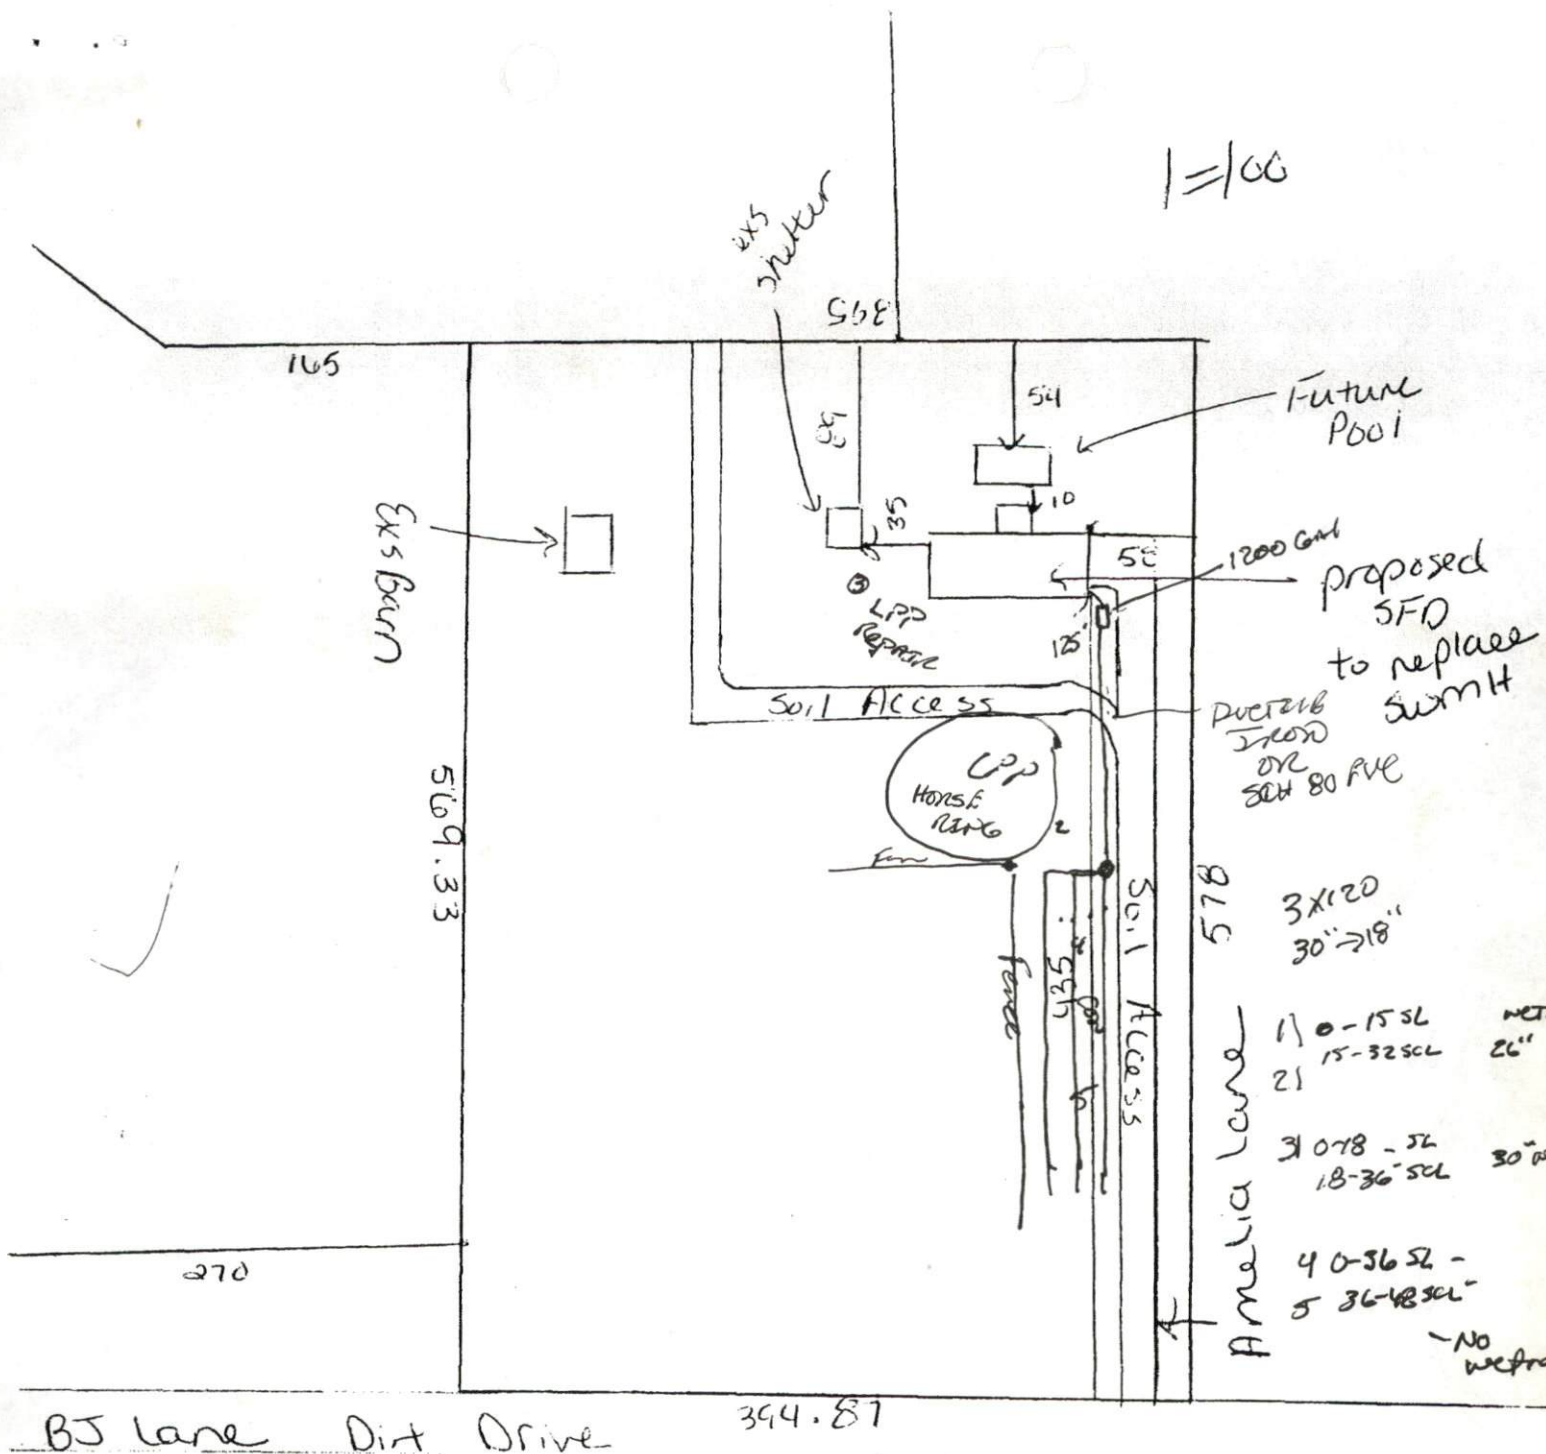 1=100
exs
shelter
395
165
54
Future
Pool
10
35
Exs Barn
1200 Gal
proposed
SFD
to replace
SWMH
③
LPP
REPAIR
125'
Soil Access
DUCTILE
IRON
OR
SCH 80 PVC
LPP
HORSE
RING
2
569.33
578
3X120
30"→18"
Fence
435
Soil Access
Amelia Lane
1) 0-15 SL
15-32 SCL 26"
2)
3) 0-18 - SL
18-36" SCL 30"
4 0-36 SL -
5 36-48 SCL -
- No
270
394.87
BJ Lane Dirt Drive